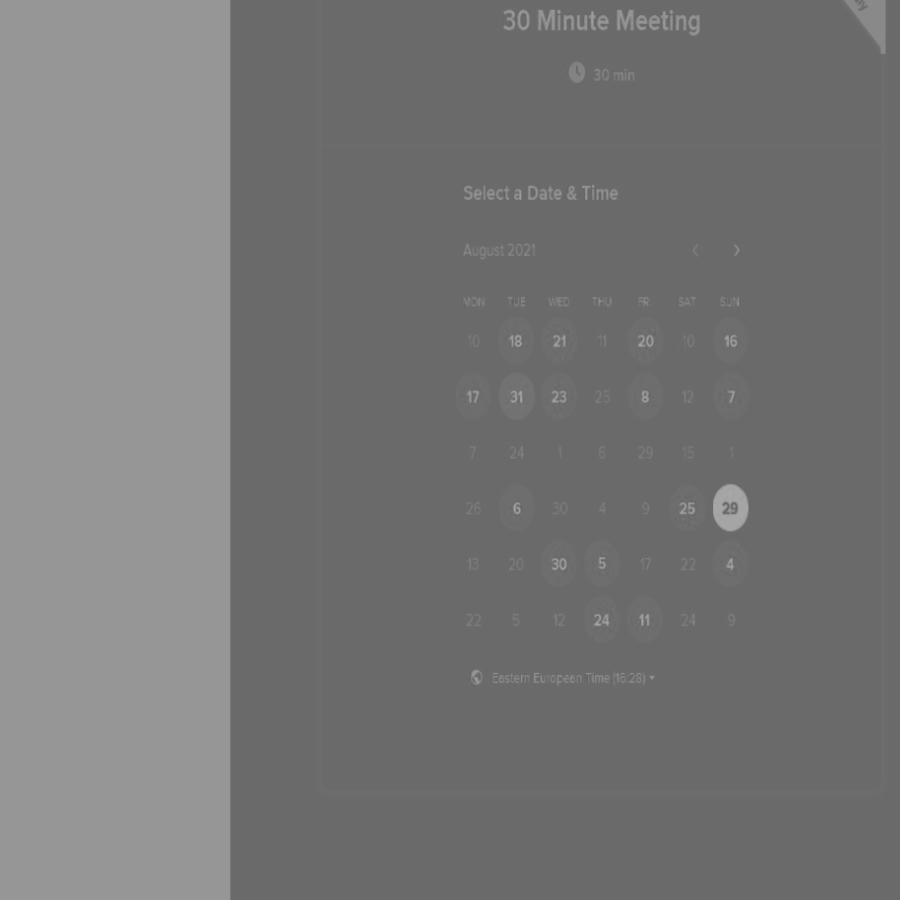 30 Minute Meeting
30 min
Select a Date & Time
August 2021
MON TUE WED THU FRI SAT SUN
10 18 21 11 20 10 16
17 31 23 25 8 12 7
7 24 1 6 29 15 1
26 6 30 4 9 25 29
13 20 30 5 17 22 4
22 5 12 24 11 24 9
Eastern European Time (16:28)